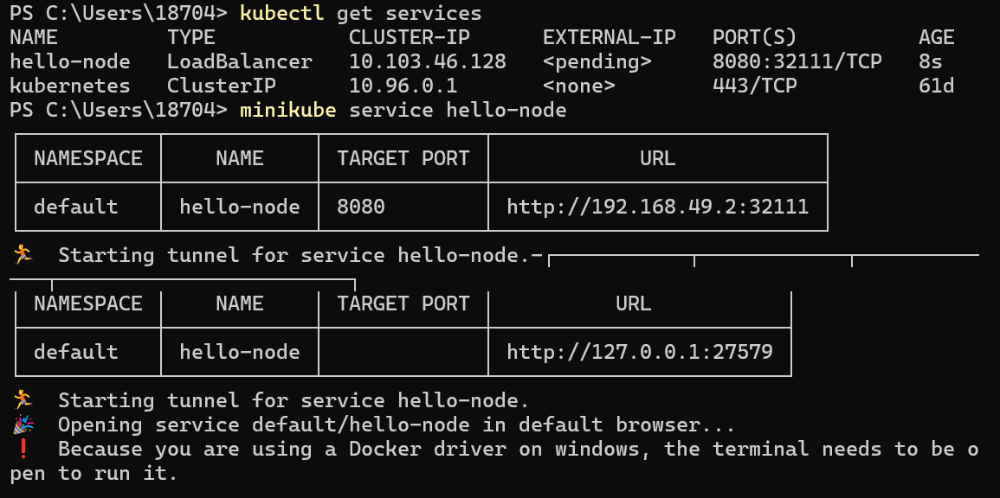 PS C:\Users\18704> kubectl get services
NAME TYPE CLUSTER-IP EXTERNAL-IP PORT(S) AGE
hello-node LoadBalancer 10.103.46.128 <pending> 8080:32111/TCP 8s
kubernetes ClusterIP 10.96.0.1 <none> 443/TCP 61d
PS C:\Users\18704> minikube service hello-node
NAMESPACE NAME TARGET PORT URL
default hello-node 8080 http://192.168.49.2:32111
🏃 Starting tunnel for service hello-node.-
NAMESPACE NAME TARGET PORT URL
default hello-node http://127.0.0.1:27579
🏃 Starting tunnel for service hello-node.
🎉 Opening service default/hello-node in default browser...
❗ Because you are using a Docker driver on windows, the terminal needs to be o
pen to run it.